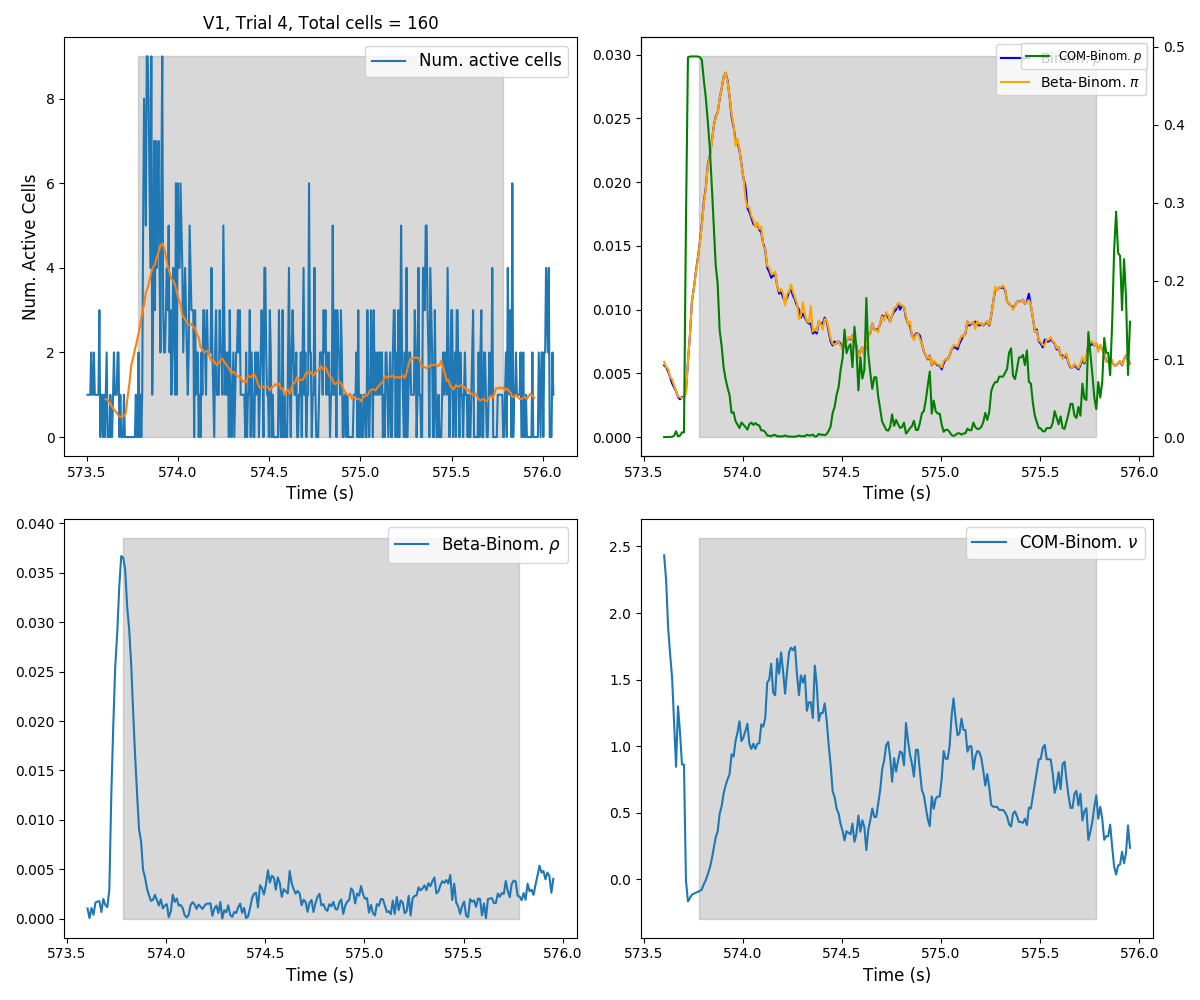 V1, Trial 4, Total cells = 160
Num. active cells
Num. Active Cells
8
6
4
2
0
573.5 574.0 574.5 575.0 575.5 576.0
Time (s)
COM-Binom. p
Beta-Binom. π
0.030
0.025
0.020
0.015
0.010
0.005
0.000
0.5
0.4
0.3
0.2
0.1
0.0
573.5 574.0 574.5 575.0 575.5 576.0
Time (s)
Beta-Binom. ρ
0.040
0.035
0.030
0.025
0.020
0.015
0.010
0.005
0.000
573.5 574.0 574.5 575.0 575.5 576.0
Time (s)
COM-Binom. ν
2.5
2.0
1.5
1.0
0.5
0.0
573.5 574.0 574.5 575.0 575.5 576.0
Time (s)